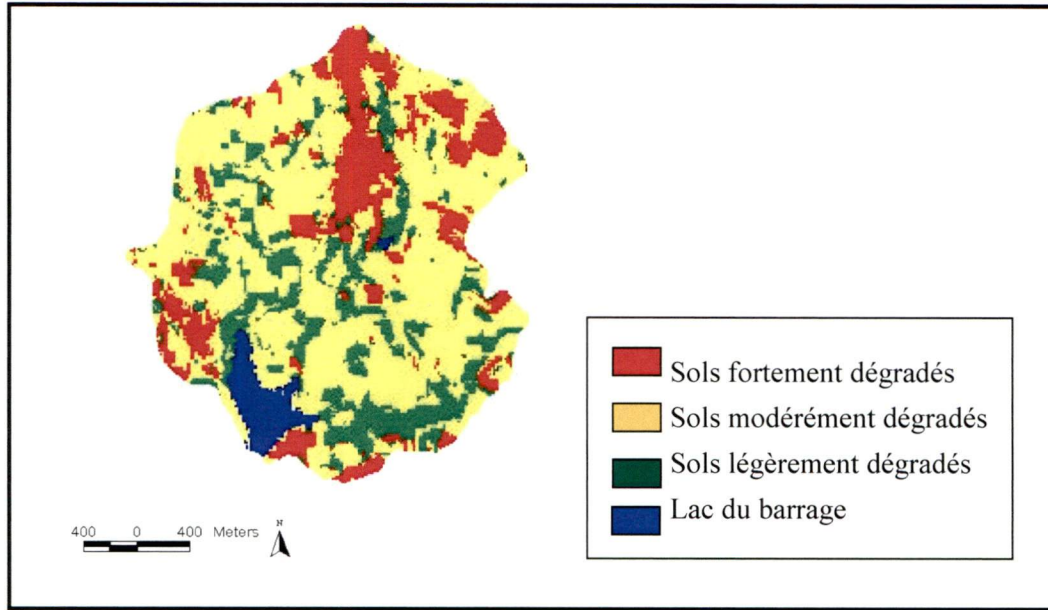 Sols fortement dégradés
Sols modérément dégradés
Sols légèrement dégradés
Lac du barrage
400 0 400 Meters
N